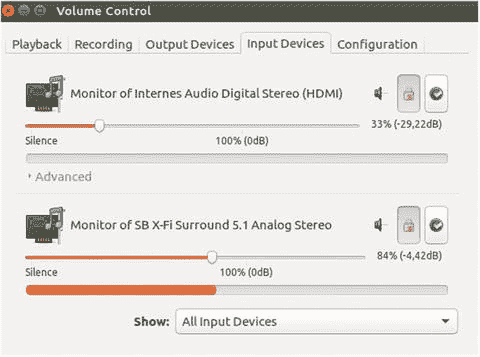 Volume Control
Playback Recording Output Devices Input Devices Configuration
Monitor of Internes Audio Digital Stereo (HDMI)
33% (-29,22dB)
Silence 100% (0dB)
Advanced
Monitor of SB X-Fi Surround 5.1 Analog Stereo
84% (-4,42dB)
Silence 100% (0dB)
Show: All Input Devices